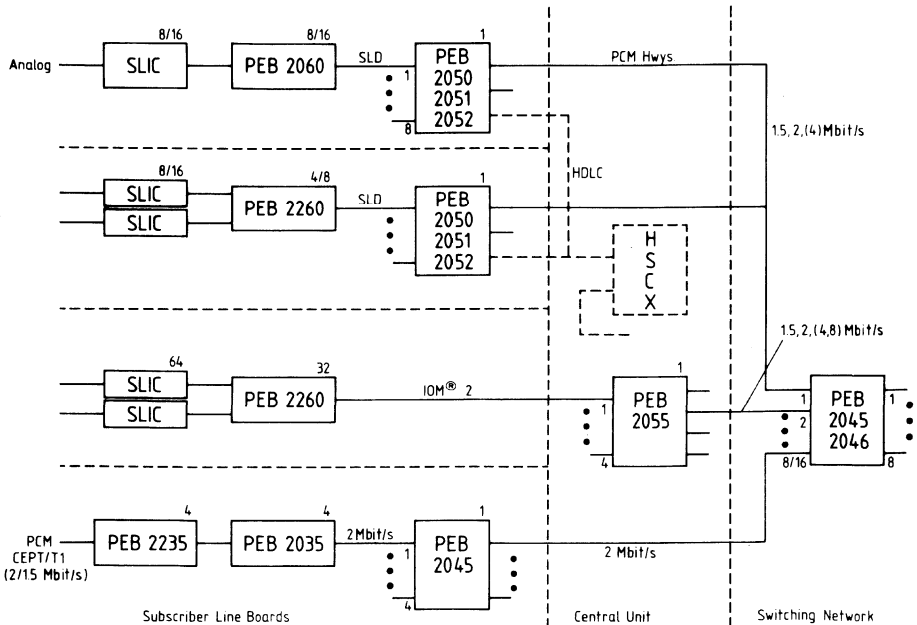 8/16
8/16
1
Analog
SLIC
PEB 2060
SLD
1
8
PEB
2050
2051
2052
PCM Hwys.
1.5, 2, (4) Mbit/s
HDLC
8/16
4/8
1
SLIC
SLIC
PEB 2260
SLD
PEB
2050
2051
2052
H
S
C
X
1.5, 2, (4,8) Mbit/s
64
32
1
SLIC
SLIC
PEB 2260
IOM® 2
1
4
PEB
2055
1
2
8/16
PEB
2045
2046
1
8
4
4
1
PCM
CEPT/T1
(2/1.5 Mbit/s)
PEB 2235
PEB 2035
2 Mbit/s
1
4
PEB
2045
2 Mbit/s
Subscriber Line Boards
Central Unit
Switching Network